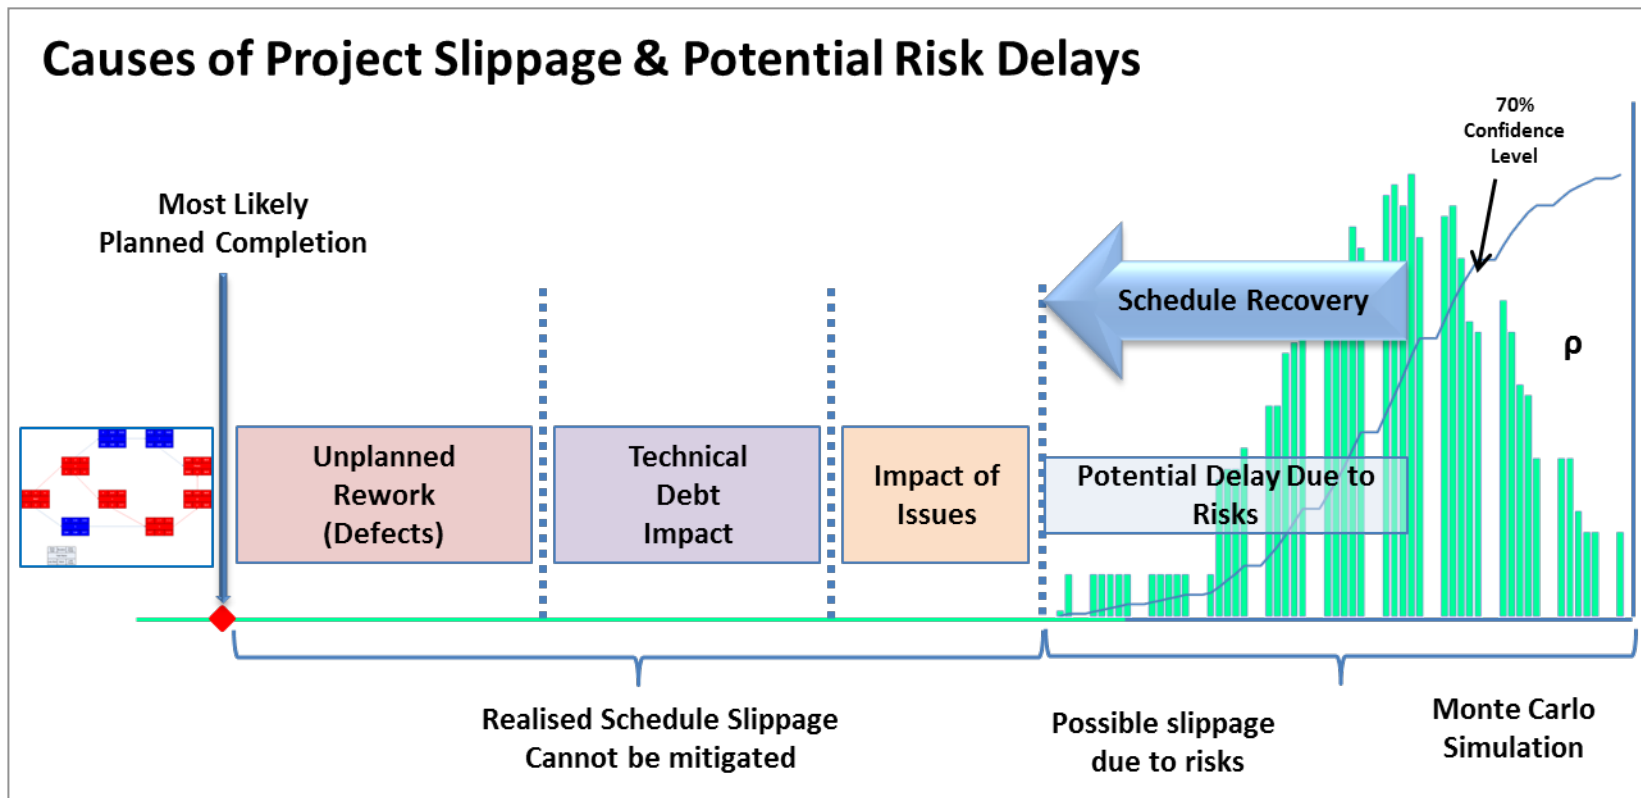 Causes of Project Slippage & Potential Risk Delays
70%
Confidence
Level
Most Likely
Planned Completion
Schedule Recovery
ρ
Unplanned
Rework
(Defects)
Technical
Debt
Impact
Impact of
Issues
Potential Delay Due to
Risks
Realised Schedule Slippage
Cannot be mitigated
Possible slippage
due to risks
Monte Carlo
Simulation